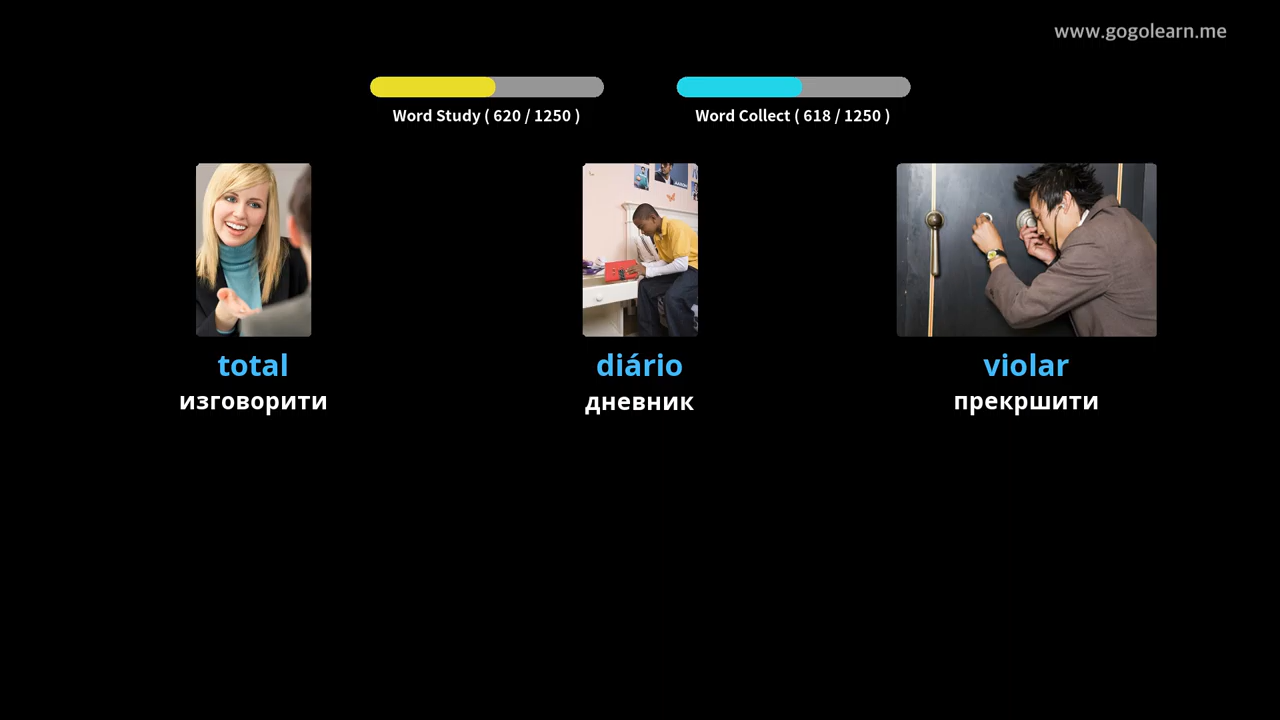 www.gogolearn.me
Word Study ( 620 / 1250 )
Word Collect ( 618 / 1250 )
total
diário
violar
изговорити
дневник
прекршити